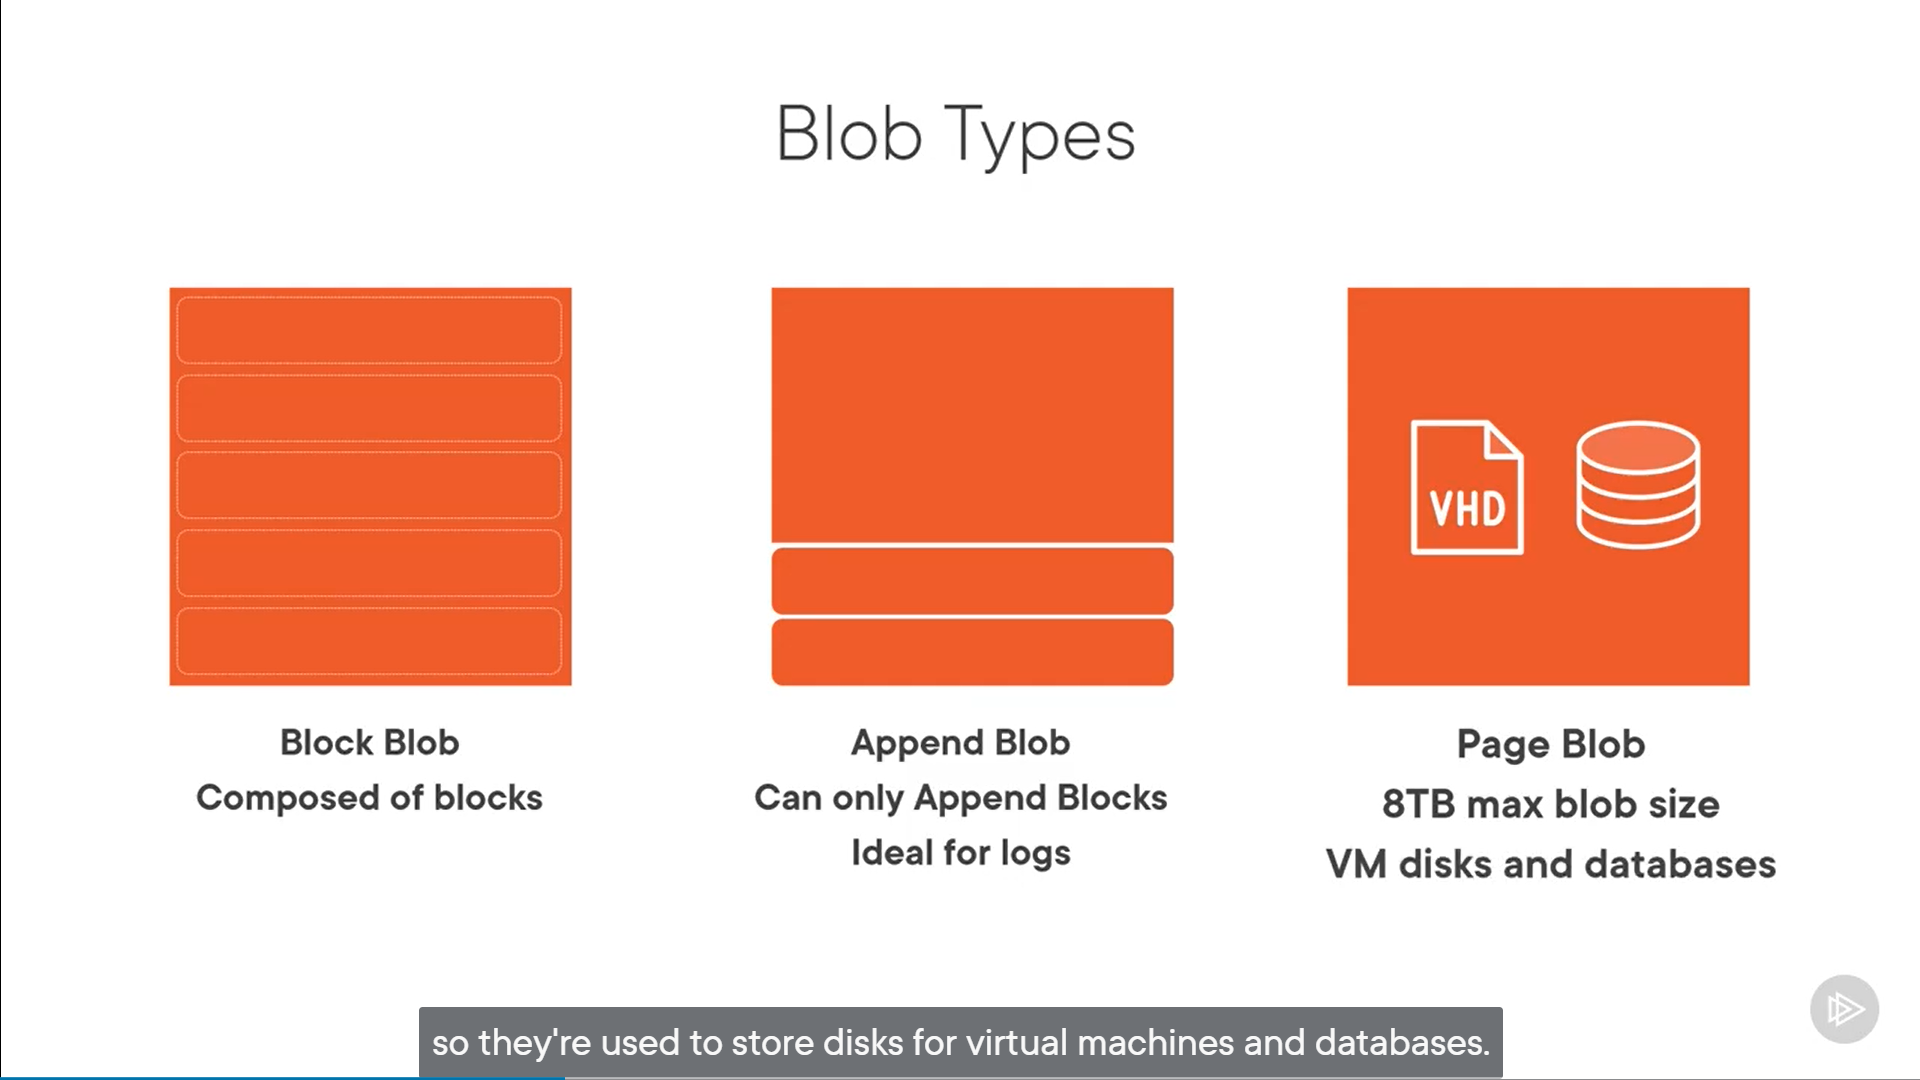 Blob Types
VHD
Block Blob
Composed of blocks
Append Blob
Can only Append Blocks
Ideal for logs
Page Blob
8TB max blob size
VM disks and databases
so they're used to store disks for virtual machines and databases.